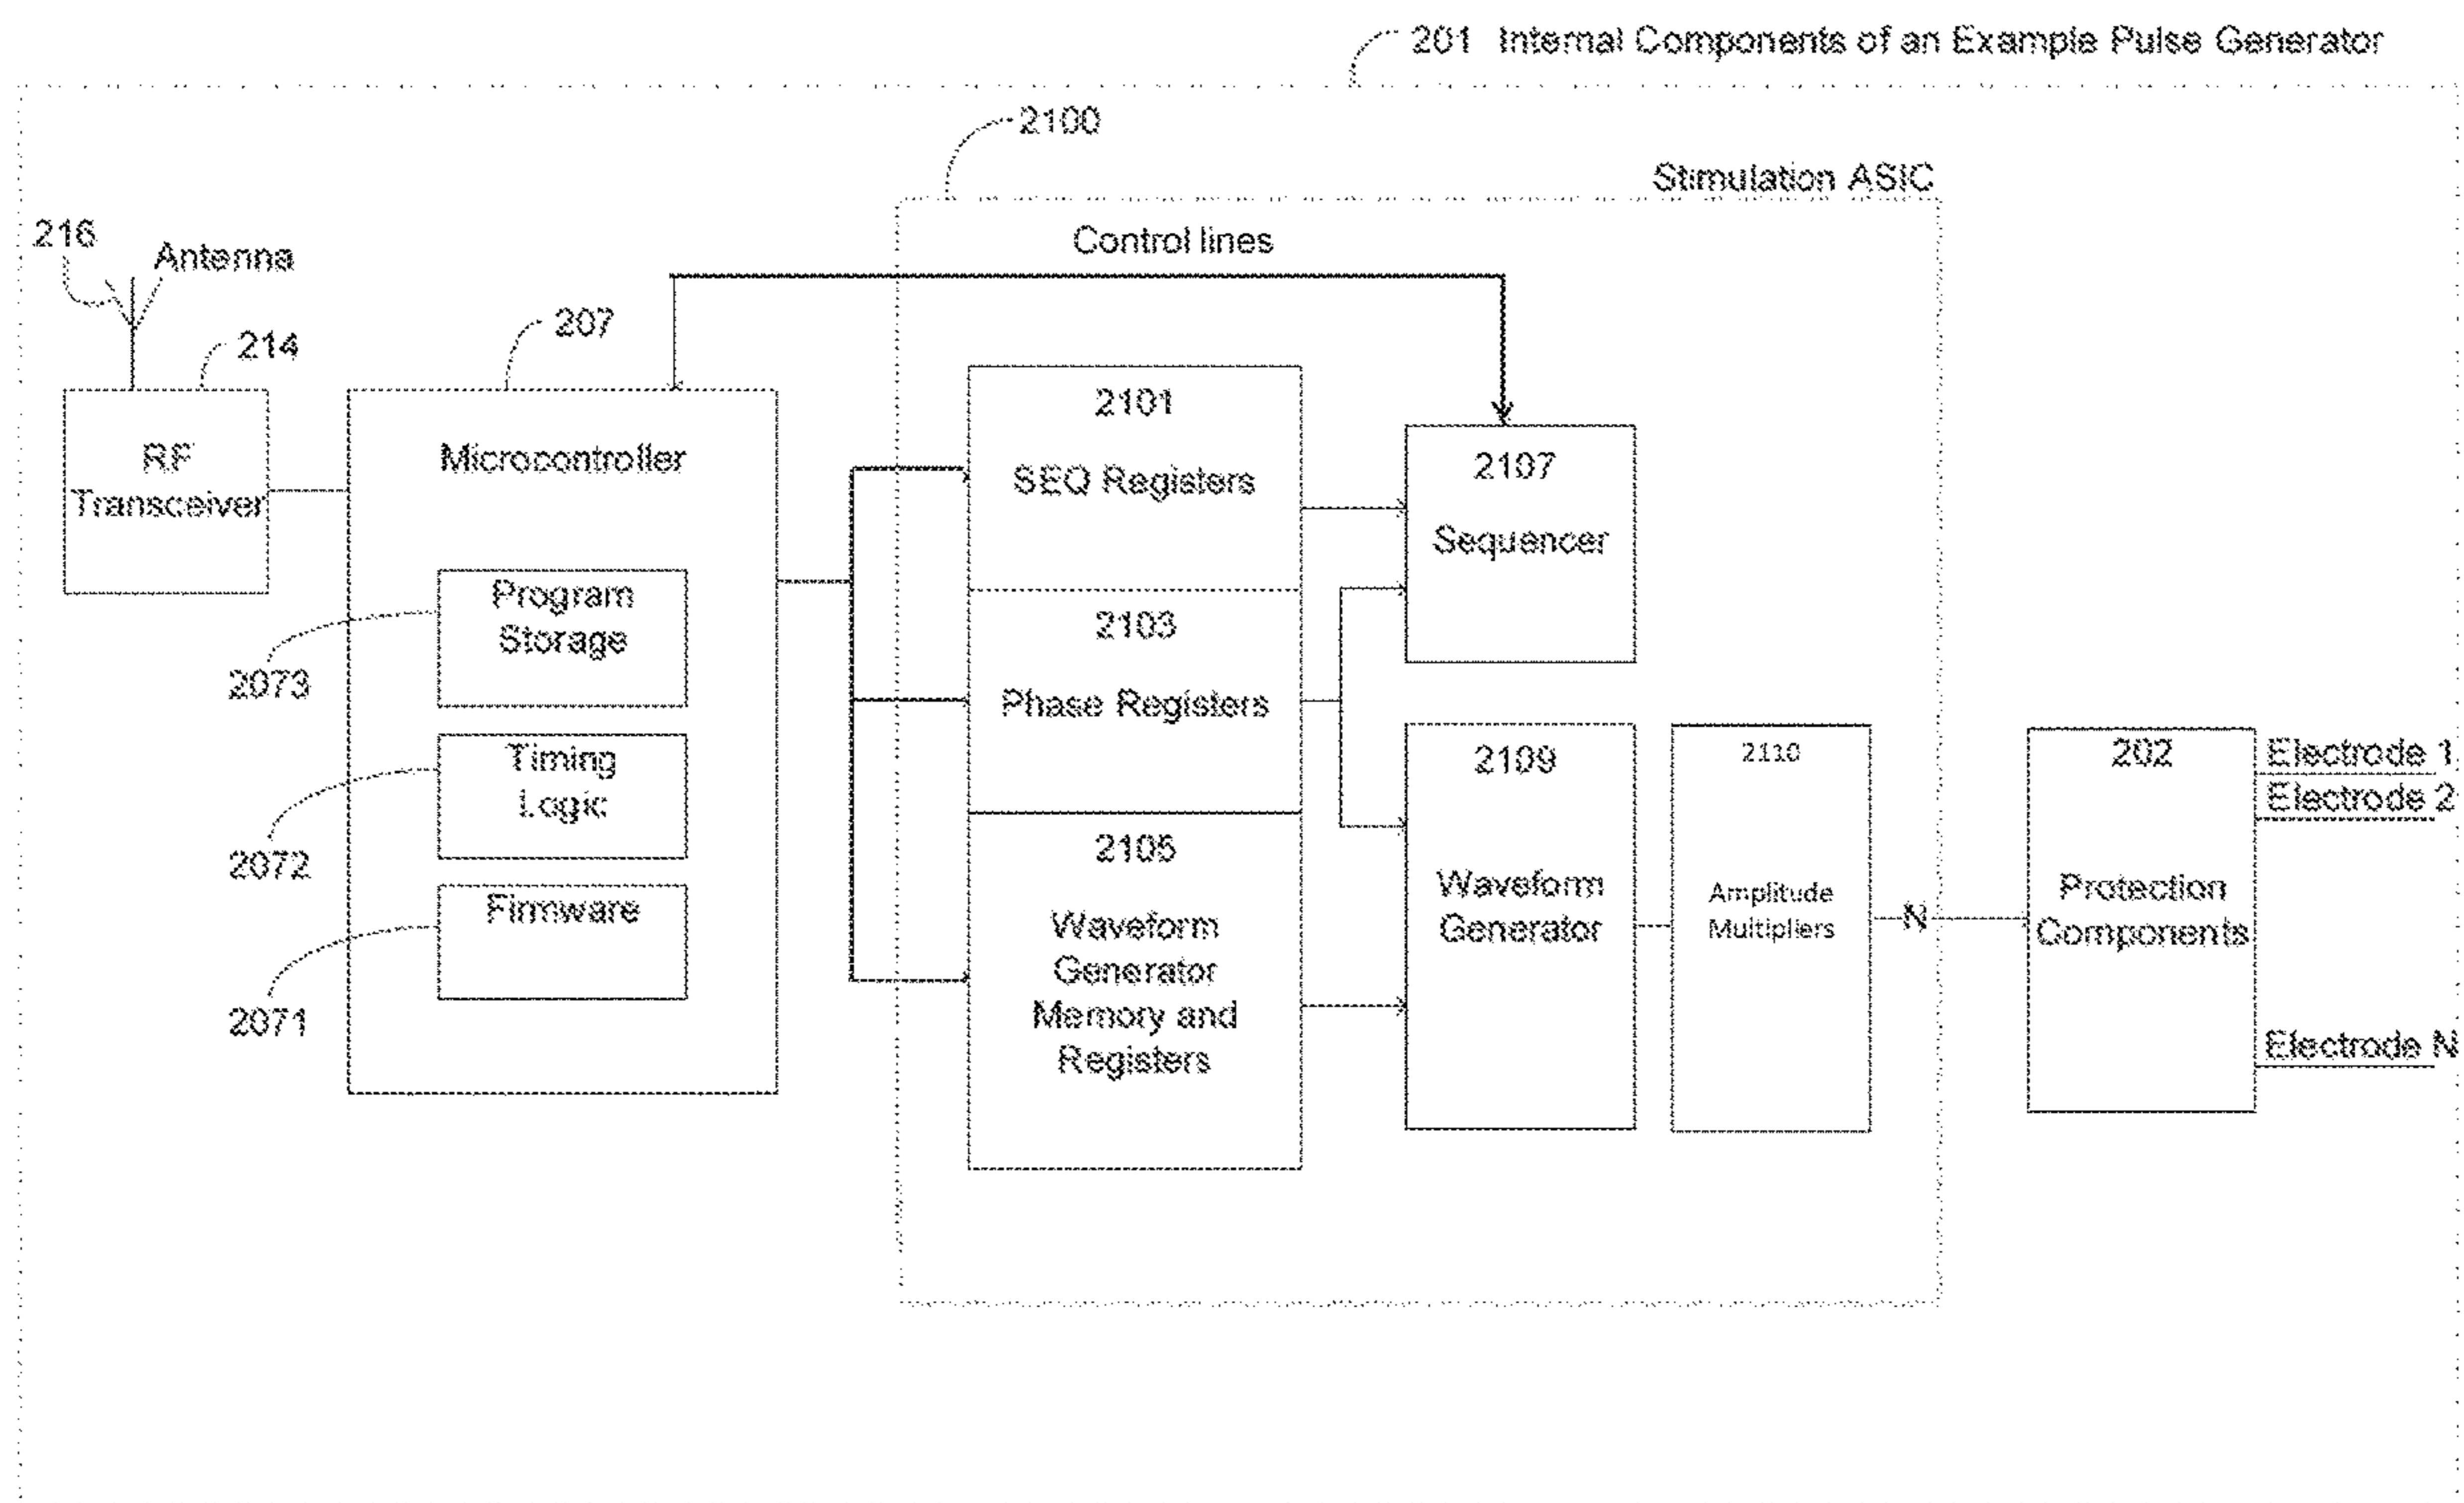 201 Internal Components of an Example Pulse Generator
2100
Stimulation ASIC
Control lines
216
Antenna
214
207
RF
Transceiver
Microcontroller
Program
Storage
2073
Timing
Logic
2072
Firmware
2071
2101
SEQ Registers
2103
Phase Registers
2105
Waveform
Generator
Memory and
Registers
2107
Sequencer
2109
Waveform
Generator
2110
Amplitude
Multipliers
N
202
Protection
Components
Electrode 1
Electrode 2
Electrode N